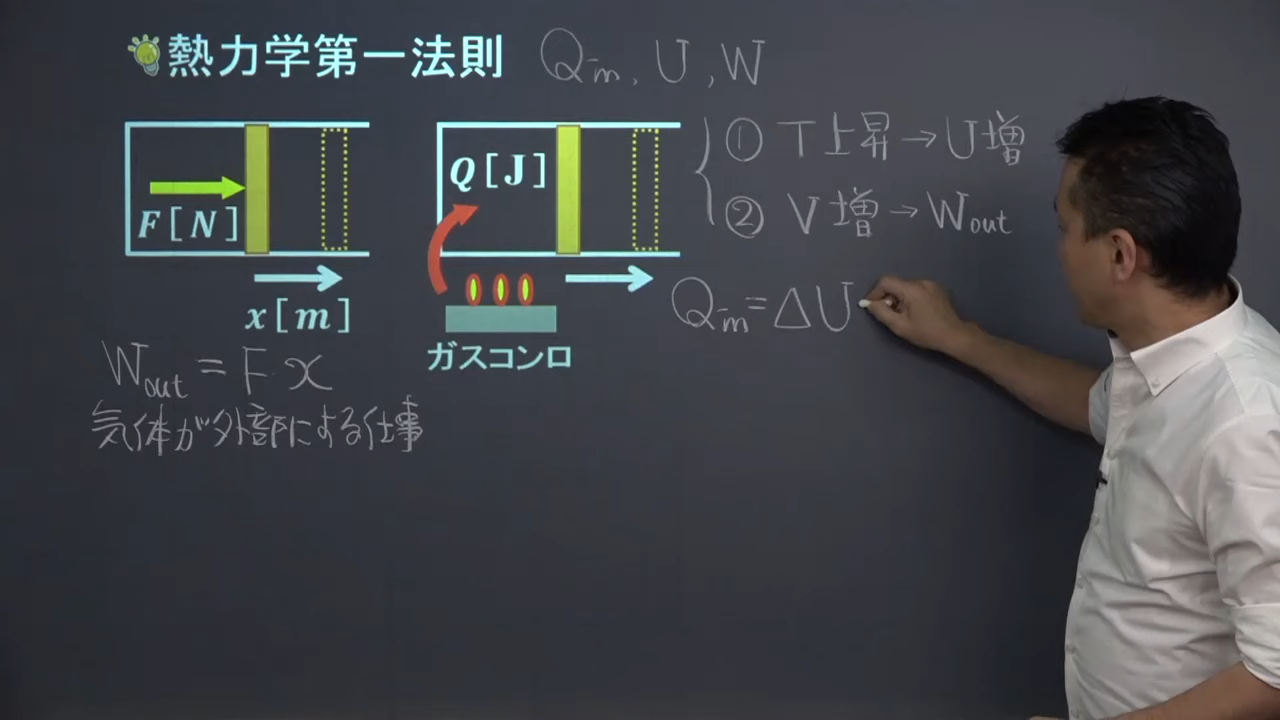 熱力学第一法則 Qin, U, W
F[N]
x[m]
Wout = F·x
気体が外部にする仕事
Q[J]
ガスコンロ
① T上昇→U増
② V増→Wout
Qin=ΔU